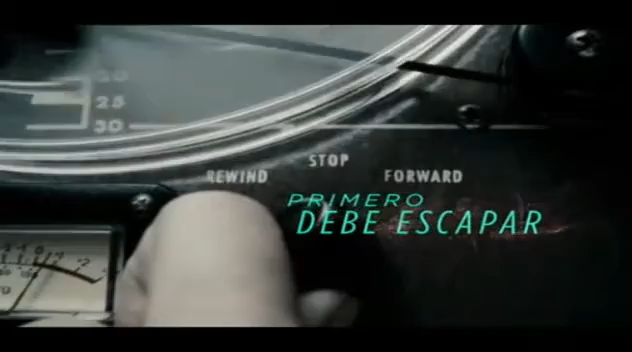 20
25
30
STOP
REWIND
FORWARD
PRIMERO
DEBE ESCAPAR